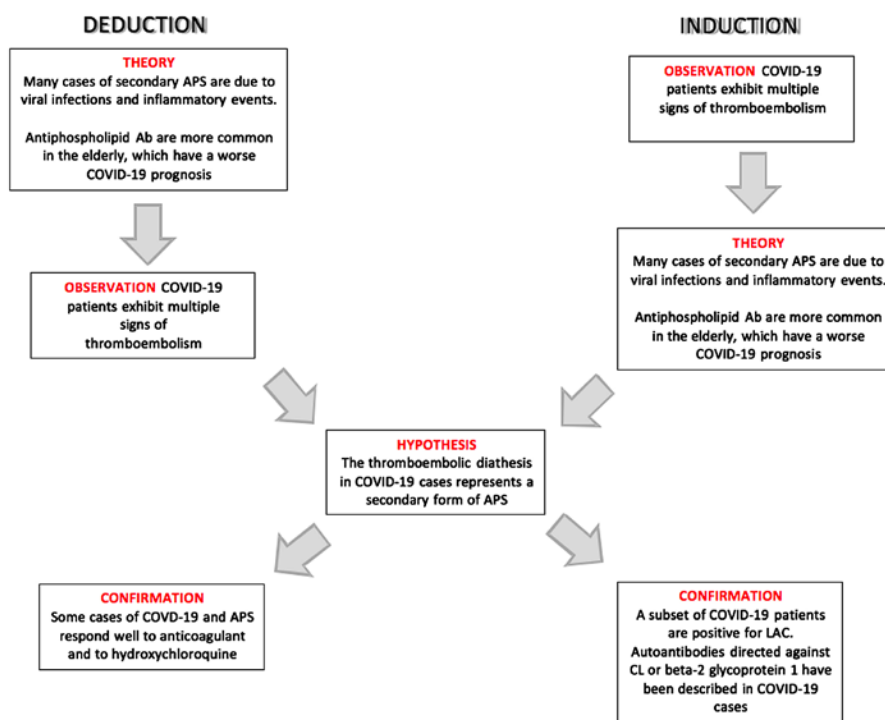 DEDUCTION
THEORY
Many cases of secondary APS are due to
viral infections and inflammatory events.
Antiphospholipid Ab are more common
in the elderly, which have a worse
COVID-19 prognosis
OBSERVATION COVID-19
patients exhibit multiple
signs of
thromboembolism
INDUCTION
OBSERVATION COVID-19
patients exhibit multiple
signs of thromboembolism
THEORY
Many cases of secondary APS are due to
viral infections and inflammatory events.
Antiphospholipid Ab are more common
in the elderly, which have a worse
COVID-19 prognosis
HYPOTHESIS
The thromboembolic diathesis
in COVID-19 cases represents a
secondary form of APS
CONFIRMATION
Some cases of COVD-19 and APS
respond well to anticoagulant
and to hydroxychloroquine
CONFIRMATION
A subset of COVID-19 patients
are positive for LAC.
Autoantibodies directed against
CL or beta-2 glycoprotein 1 have
been described in COVID-19
cases